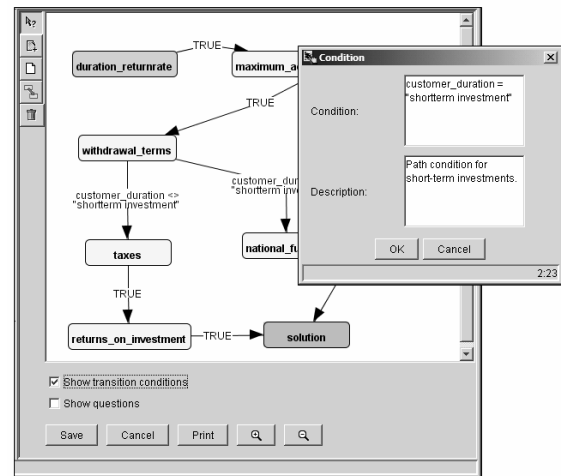 duration_returnrate
TRUE
maximum_ac
TRUE
withdrawal_terms
customer_duration <>
"shortterm investment"
customer_dur
"shortterm inve
taxes
national_fu
TRUE
returns_on_investment
TRUE
solution
Show transition conditions
Show questions
Save
Cancel
Print
Condition
Condition:
customer_duration =
"shortterm investment"
Description:
Path condition for
short-term investments.
OK
Cancel
2:23